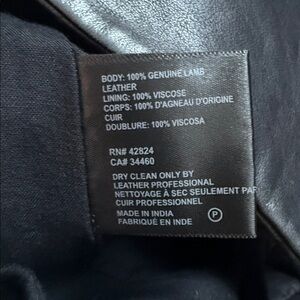 BODY: 100% GENUINE LAMB
LEATHER
LINING: 100% VISCOSE
CORPS: 100% D'AGNEAU D'ORIGINE
CUIR
DOUBLURE: 100% VISCOSA
RN# 42824
CA# 34460
DRY CLEAN ONLY BY
LEATHER PROFESSIONAL
NETTOYAGE À SEC SEULEMENT PAR
CUIR PROFESSIONNEL
MADE IN INDIA
FABRIQUÉ EN INDE
P